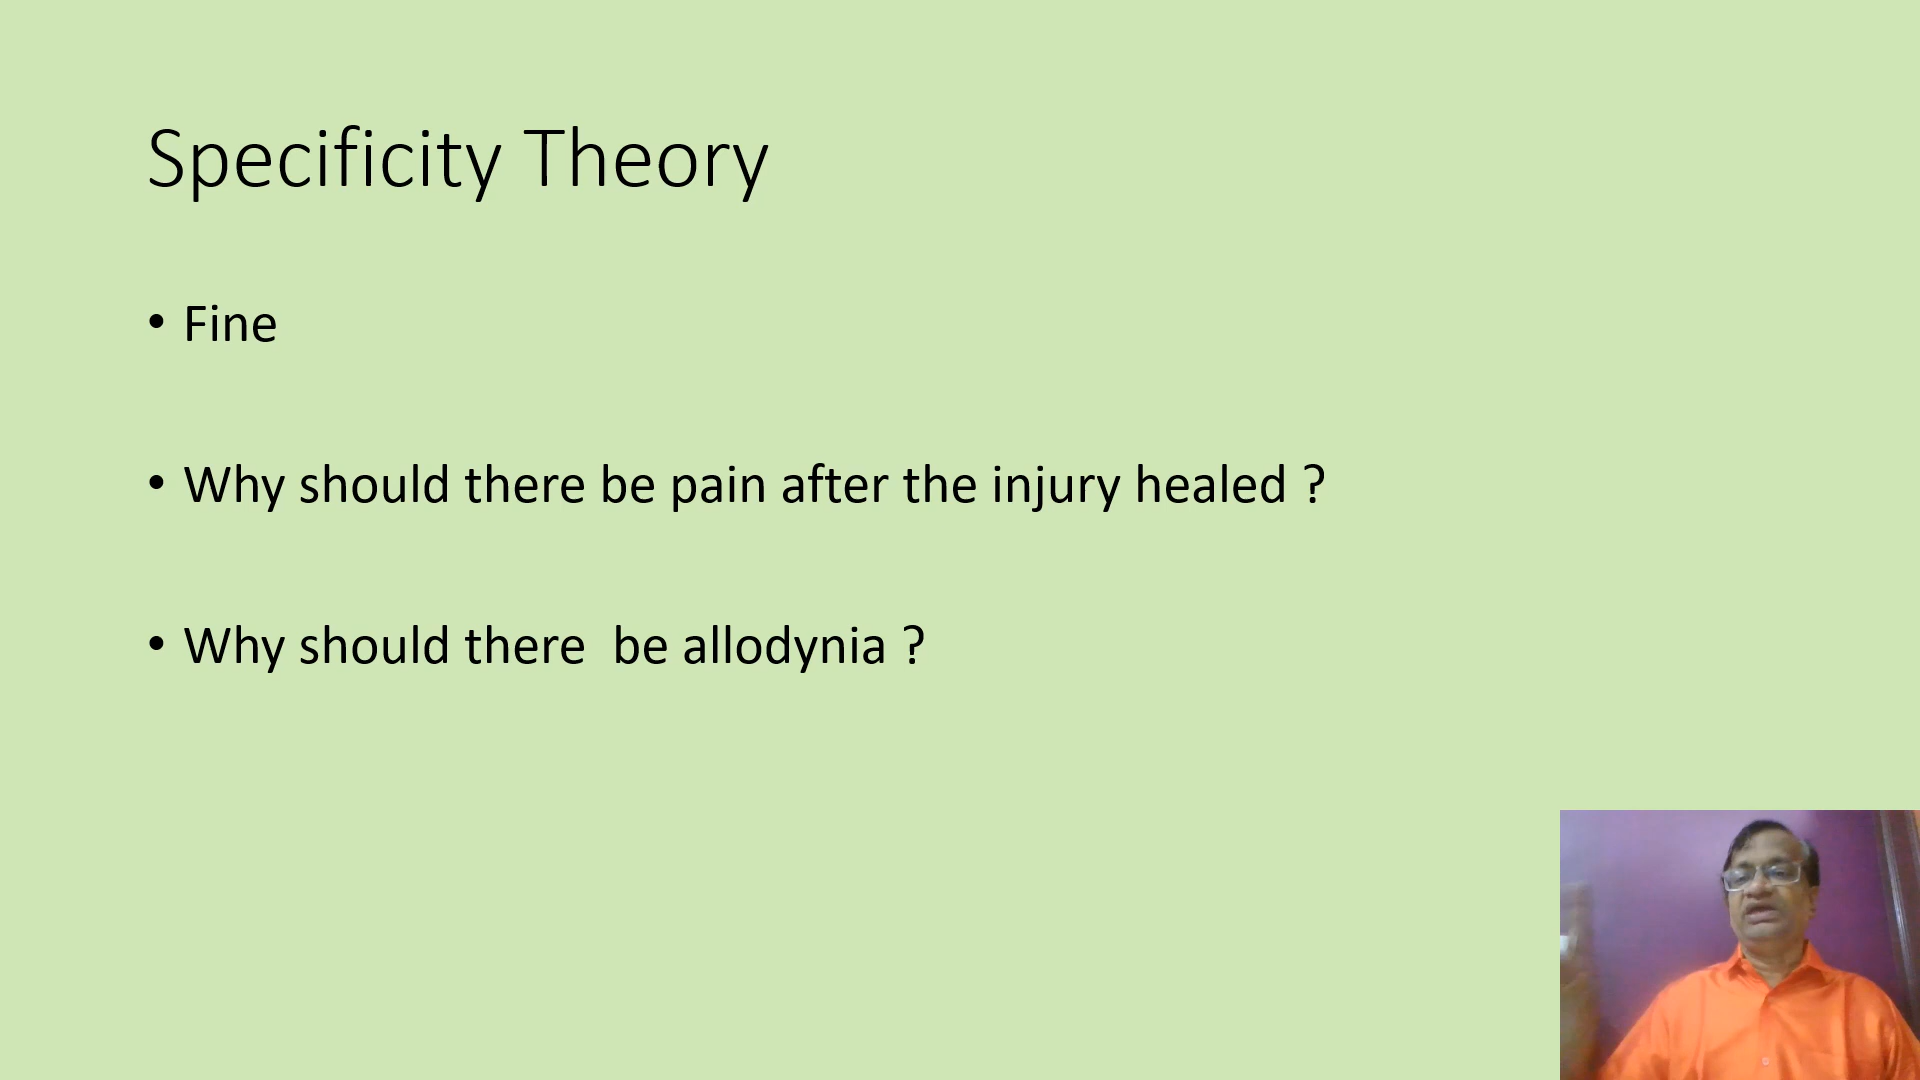 Specificity Theory
• Fine
• Why should there be pain after the injury healed ?
• Why should there  be allodynia ?